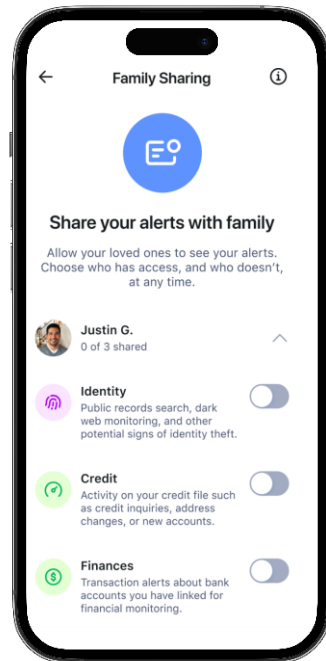 Family Sharing
Share your alerts with family
Allow your loved ones to see your alerts.
Choose who has access, and who doesn't,
at any time.
Justin G.
0 of 3 shared
Identity
Public records search, dark
web monitoring, and other
potential signs of identity theft.
Credit
Activity on your credit file such
as credit inquiries, address
changes, or new accounts.
Finances
Transaction alerts about bank
accounts you have linked for
financial monitoring.